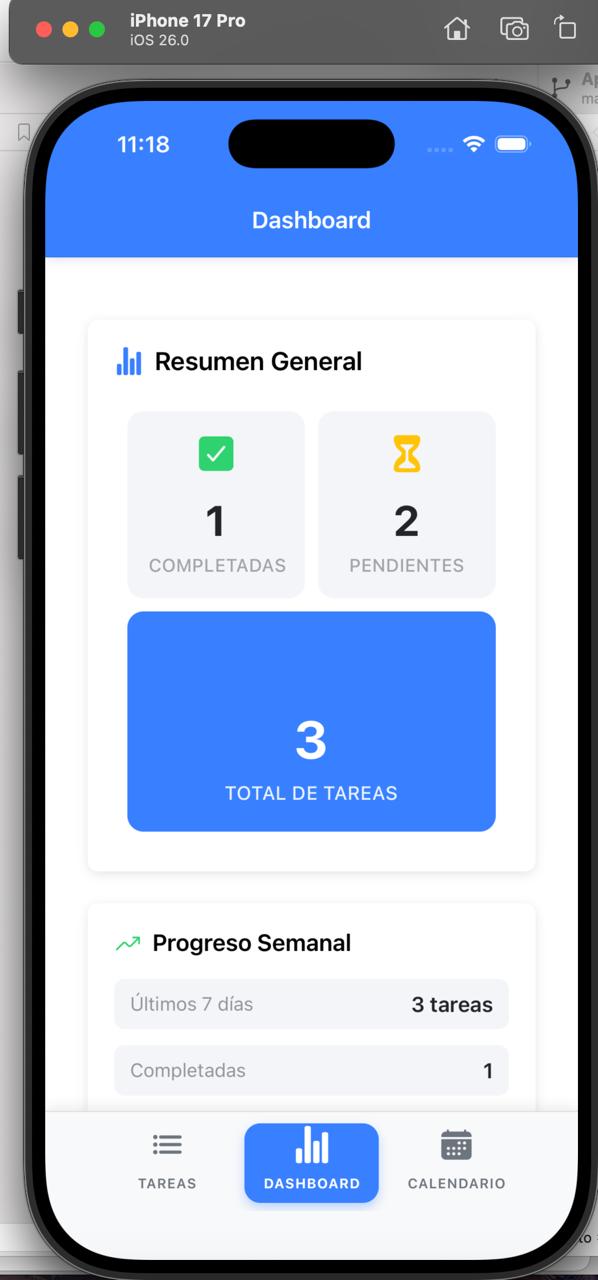 iPhone 17 Pro
iOS 26.0
11:18
Dashboard
Resumen General
1
COMPLETADAS
2
PENDIENTES
3
TOTAL DE TAREAS
Progreso Semanal
Últimos 7 días
3 tareas
Completadas
1
TAREAS
DASHBOARD
CALENDARIO